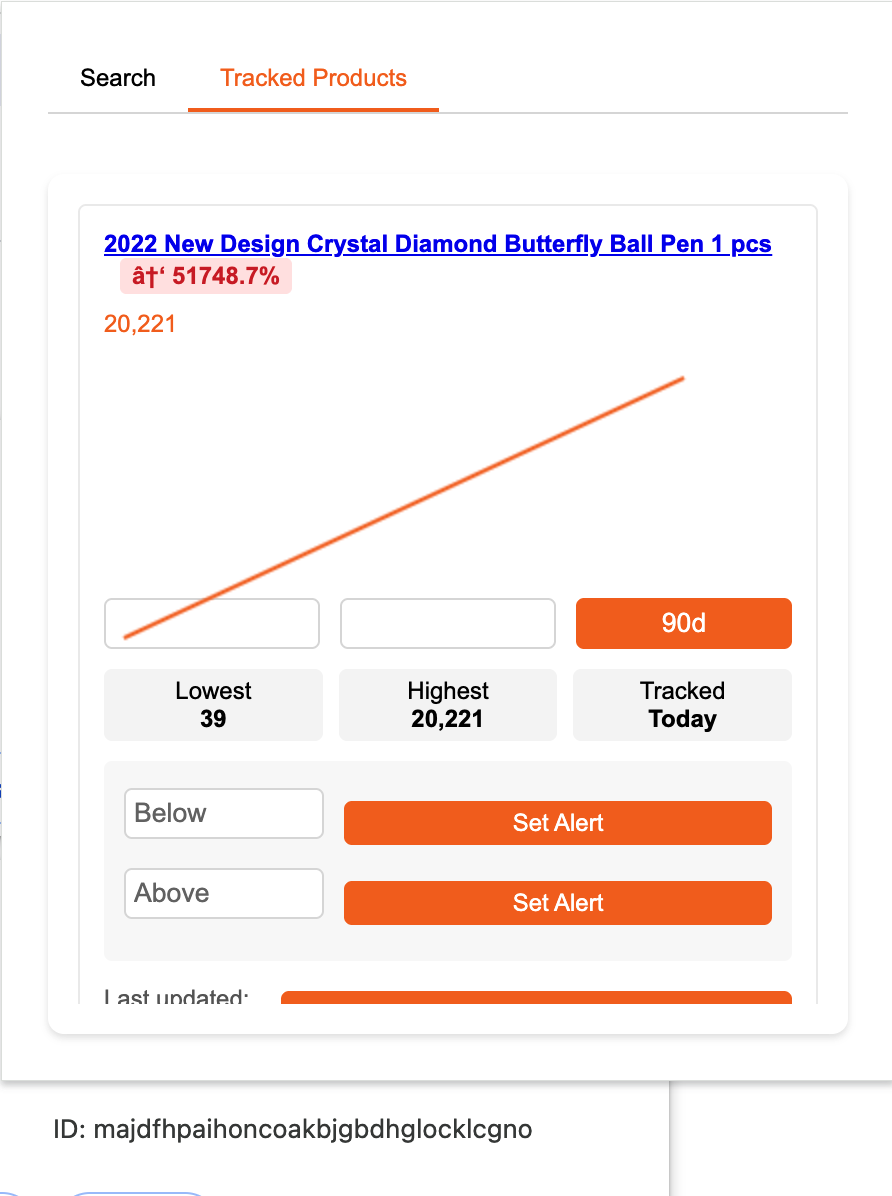 Search
Tracked Products
2022 New Design Crystal Diamond Butterfly Ball Pen 1 pcs
â†‘ 51748.7%
20,221
90d
Lowest
39
Highest
20,221
Tracked
Today
Below
Set Alert
Above
Set Alert
Last updated:
ID: majdfhpaihoncoakbjgbdhglocklcgno